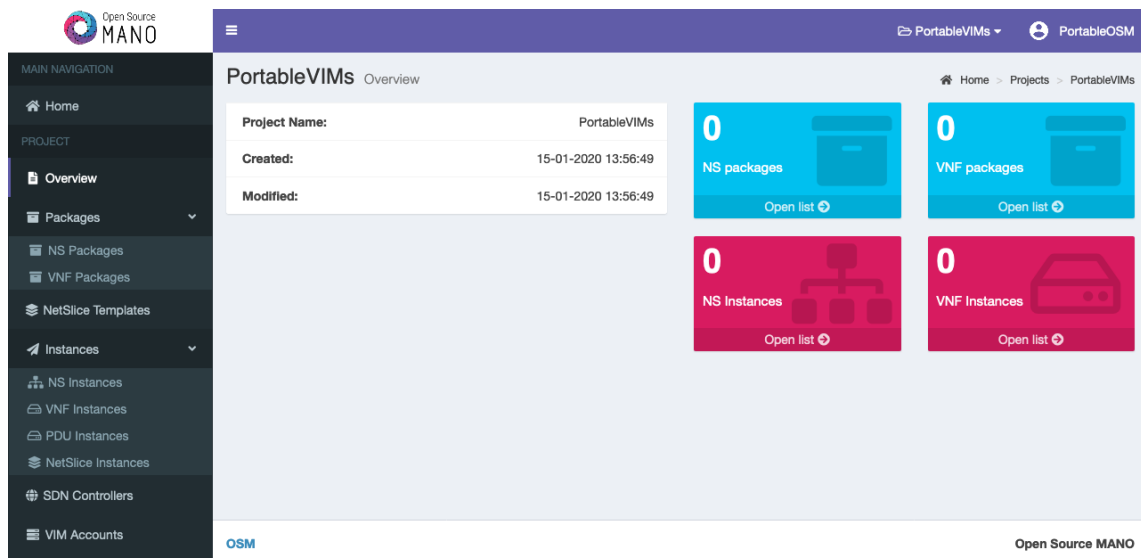 Open Source
MANO
PortableVIMs
PortableOSM
MAIN NAVIGATION
Home
PROJECT
Overview
Packages
NS Packages
VNF Packages
NetSlice Templates
Instances
NS Instances
VNF Instances
PDU Instances
NetSlice Instances
SDN Controllers
VIM Accounts
PortableVIMs Overview
Home > Projects > PortableVIMs
Project Name: PortableVIMs
Created: 15-01-2020 13:56:49
Modified: 15-01-2020 13:56:49
0
NS packages
Open list
0
VNF packages
Open list
0
NS Instances
Open list
0
VNF Instances
Open list
OSM
Open Source MANO